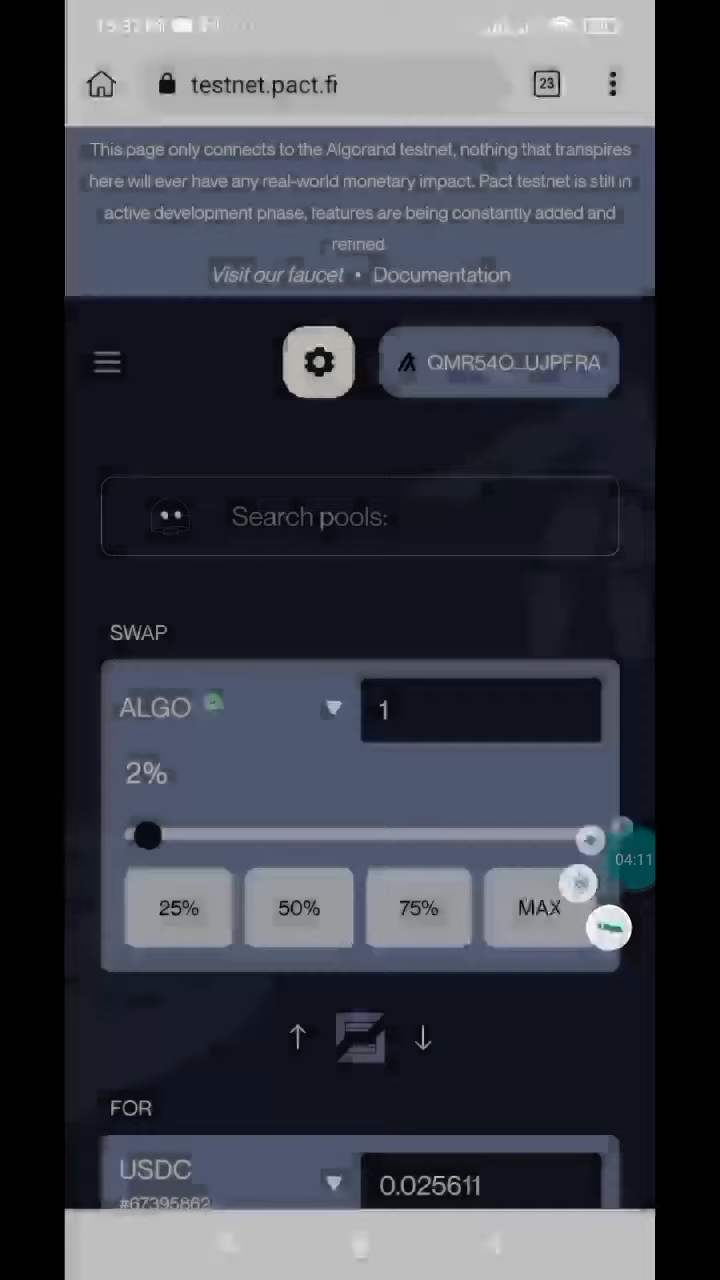 testnet.pact.fi
23
This page only connects to the Algorand testnet, nothing that transpires
here will ever have any real-world monetary impact. Pact testnet is still in
active development phase, features are being constantly added and
refined.
Visit our faucet • Documentation
QMR54O_UJPFRA
Search pools:
SWAP
ALGO 1
2%
04:11
25% 50% 75% MAX
↑ ↓
FOR
USDC 0.025611
#67395862